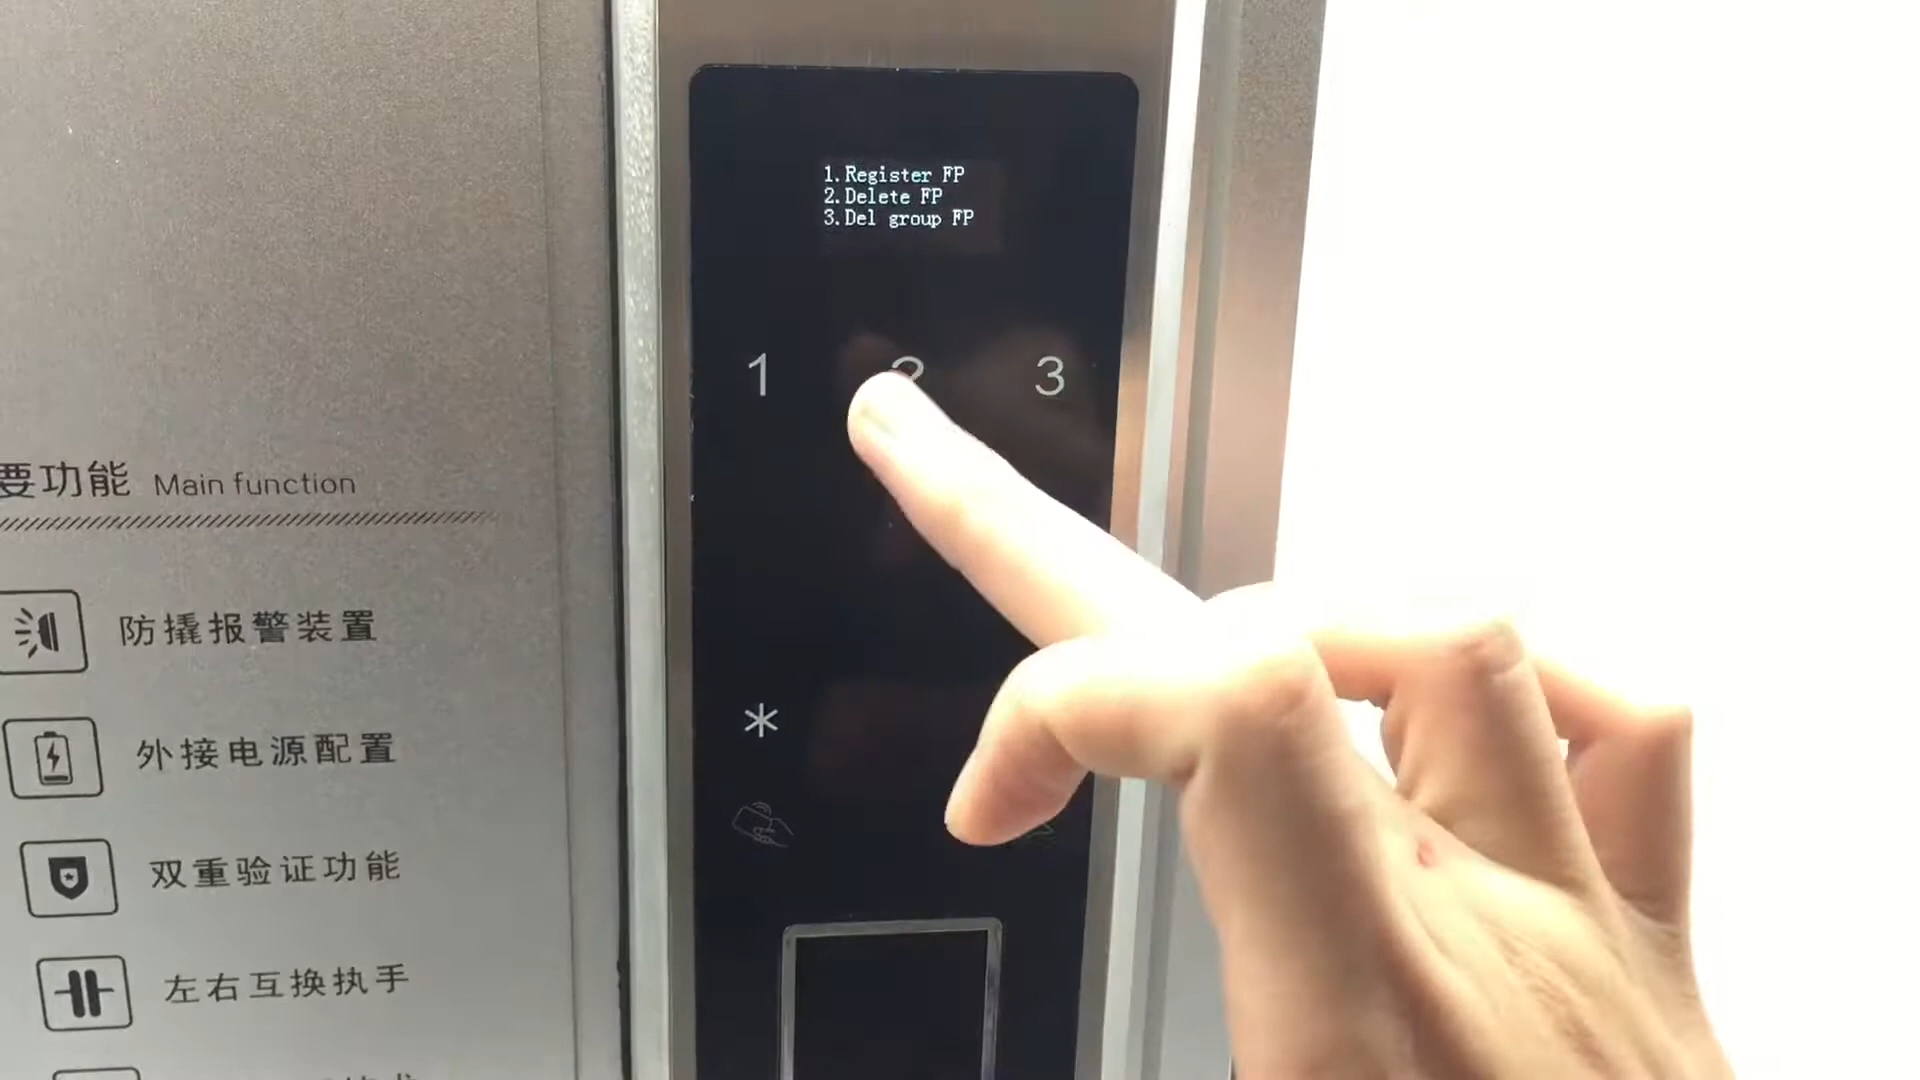 1.Register FP
2.Delete FP
3.Del group FP
1 2 3
要功能 Main function
防撬报警装置
*
外接电源配置
双重验证功能
左右互换执手